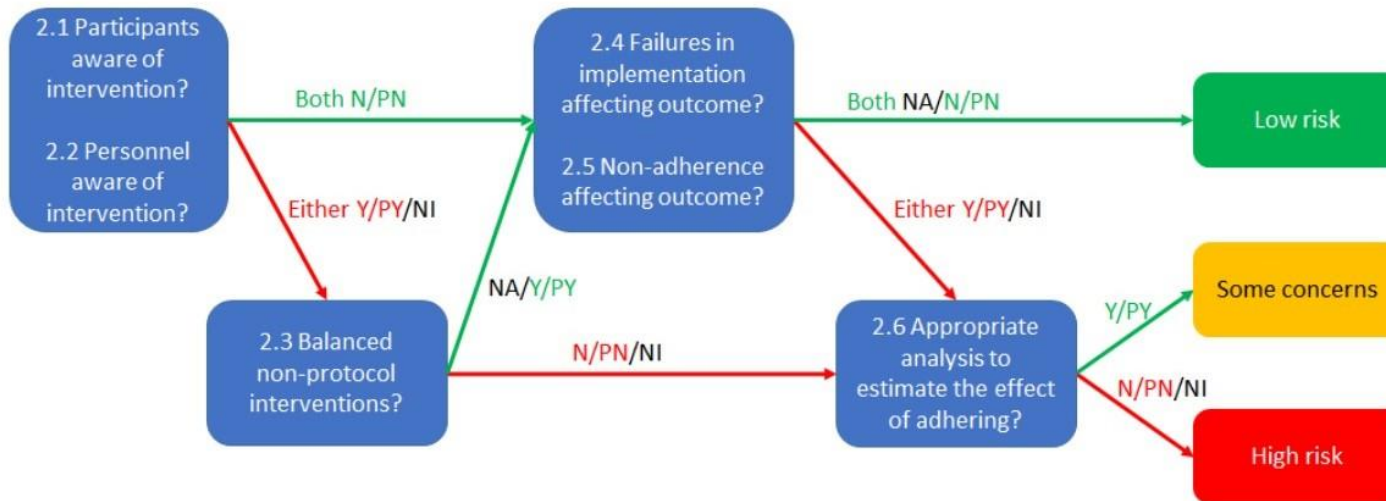 2.1 Participants
aware of
intervention?
2.2 Personnel
aware of
intervention?
Both N/PN
Either Y/PY/NI
2.3 Balanced
non-protocol
interventions?
NA/Y/PY
N/PN/NI
2.4 Failures in
implementation
affecting outcome?
2.5 Non-adherence
affecting outcome?
Both NA/N/PN
Either Y/PY/NI
2.6 Appropriate
analysis to
estimate the effect
of adhering?
Y/PY
N/PN/NI
Low risk
Some concerns
High risk